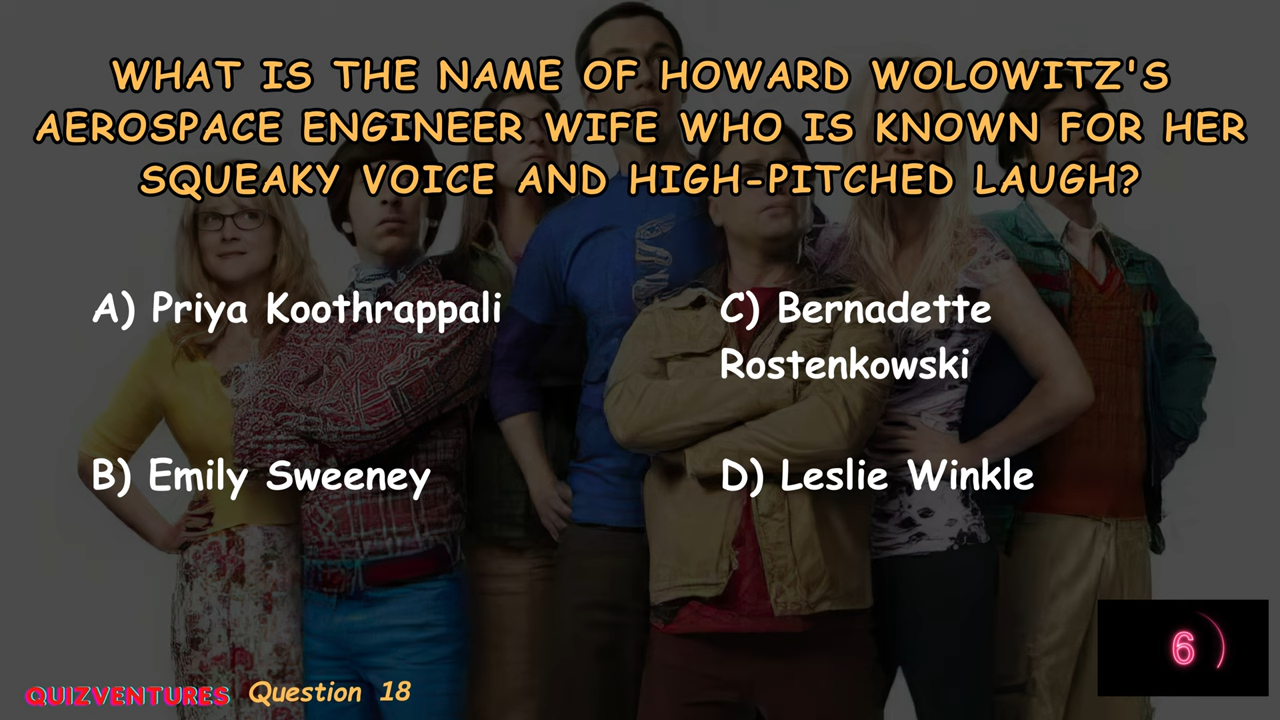 WHAT IS THE NAME OF HOWARD WOLOWITZ'S
AEROSPACE ENGINEER WIFE WHO IS KNOWN FOR HER
SQUEAKY VOICE AND HIGH-PITCHED LAUGH?
A) Priya Koothrappali
C) Bernadette
Rostenkowski
B) Emily Sweeney
D) Leslie Winkle
6
QUIZVENTURES Question 18